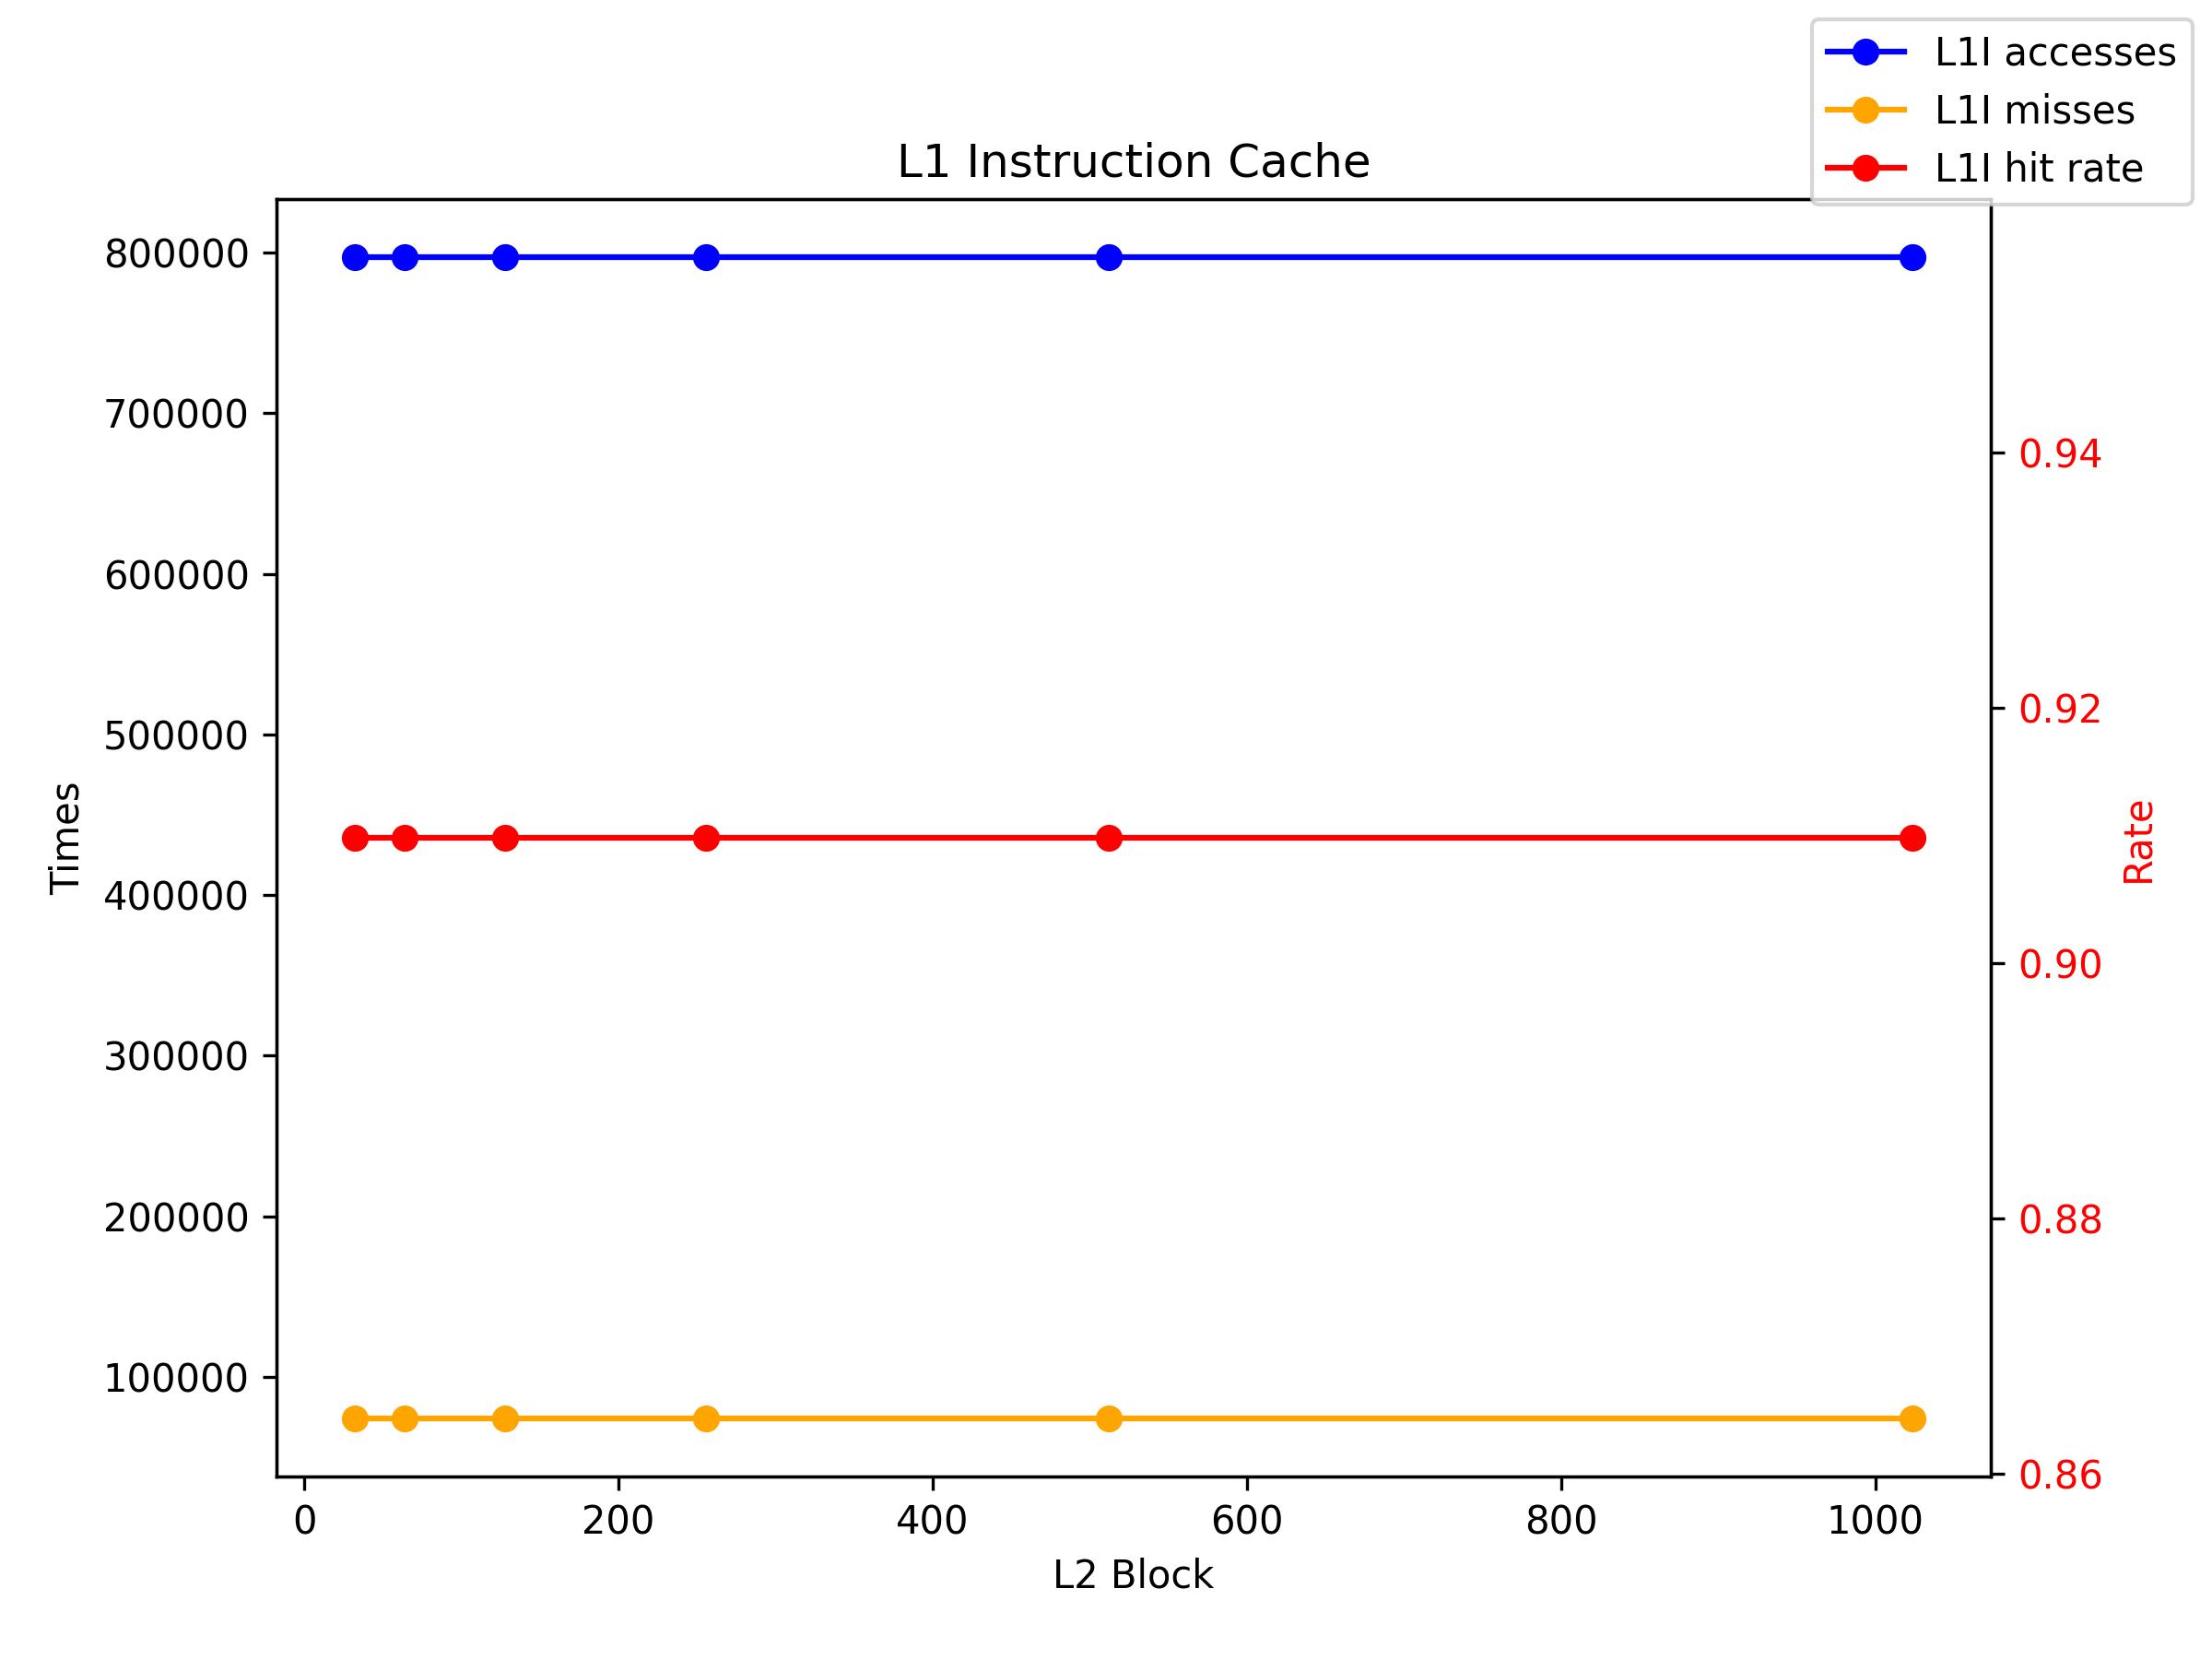 L1I accesses
L1I misses
L1I hit rate
L1 Instruction Cache
800000
700000
600000
500000
400000
300000
200000
100000
Times
0.94
0.92
0.90
0.88
0.86
Rate
0 200 400 600 800 1000
L2 Block